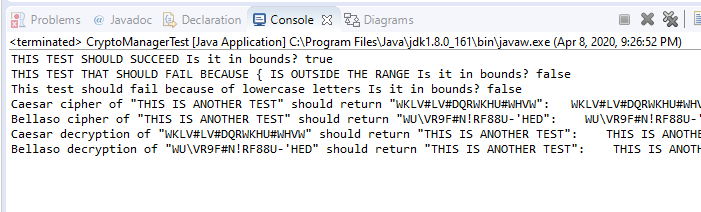 Problems @ Javadoc Declaration Console Diagrams
<terminated> CryptoManagerTest [Java Application] C:\Program Files\Java\jdk1.8.0_161\bin\javaw.exe (Apr 8, 2020, 9:26:52 PM)
THIS TEST SHOULD SUCCEED Is it in bounds? true
THIS TEST THAT SHOULD FAIL BECAUSE { IS OUTSIDE THE RANGE Is it in bounds? false
This test should fail because of lowercase letters Is it in bounds? false
Caesar cipher of "THIS IS ANOTHER TEST" should return "WKLV#LV#DQRWKHU#WHVW": WKLV#LV#DQRWKHU#WHV
Bellaso cipher of "THIS IS ANOTHER TEST" should return "WU\VR9F#N!RF88U-'HED": WU\VR9F#N!RF88U-
Caesar decryption of "WKLV#LV#DQRWKHU#WHVW" should return "THIS IS ANOTHER TEST": THIS IS ANOTHE
Bellaso decryption of "WU\VR9F#N!RF88U-'HED" should return "THIS IS ANOTHER TEST": THIS IS ANOT